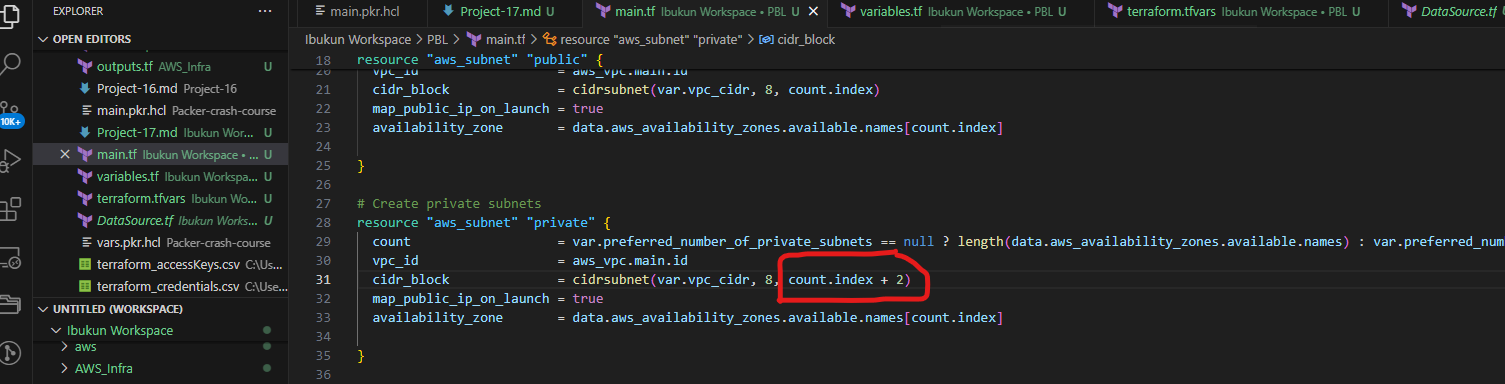 EXPLORER ...
main.pkr.hcl Project-17.md U main.tf Ibukun Workspace • PBL U variables.tf Ibukun Workspace • PBL U terraform.tfvars Ibukun Workspace • PBL U DataSource.tf
OPEN EDITORS
outputs.tf AWS_Infra U
Project-16.md Project-16
main.pkr.hcl Packer-crash-course
Project-17.md Ibukun Wor... U
main.tf Ibukun Workspace • ... U
variables.tf Ibukun Workspa... U
terraform.tfvars Ibukun Wo... U
DataSource.tf Ibukun Works... U
vars.pkr.hcl Packer-crash-course
terraform_accessKeys.csv C:\Use...
terraform_credentials.csv C:\Use...
UNTITLED (WORKSPACE)
Ibukun Workspace
aws
AWS_Infra
10K+
Ibukun Workspace > PBL > main.tf > resource "aws_subnet" "private" > cidr_block
18 resource "aws_subnet" "public" {
20 vpc_id = aws_vpc.main.id
21 cidr_block = cidrsubnet(var.vpc_cidr, 8, count.index)
22 map_public_ip_on_launch = true
23 availability_zone = data.aws_availability_zones.available.names[count.index]
24
25 }
26
27 # Create private subnets
28 resource "aws_subnet" "private" {
29 count = var.preferred_number_of_private_subnets == null ? length(data.aws_availability_zones.available.names) : var.preferred_num
30 vpc_id = aws_vpc.main.id
31 cidr_block = cidrsubnet(var.vpc_cidr, 8, count.index + 2)
32 map_public_ip_on_launch = true
33 availability_zone = data.aws_availability_zones.available.names[count.index]
34
35 }
36